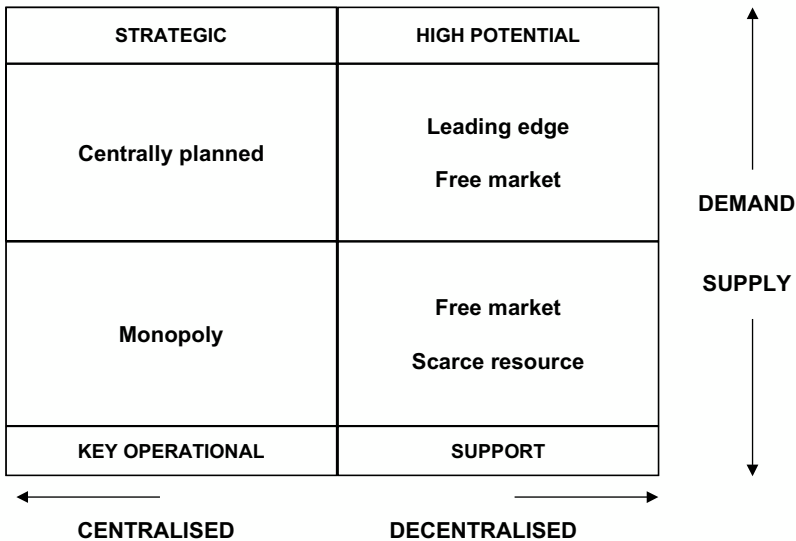 STRATEGIC
HIGH POTENTIAL
Centrally planned
Leading edge
Free market
DEMAND
SUPPLY
Monopoly
Free market
Scarce resource
KEY OPERATIONAL
SUPPORT
CENTRALISED
DECENTRALISED